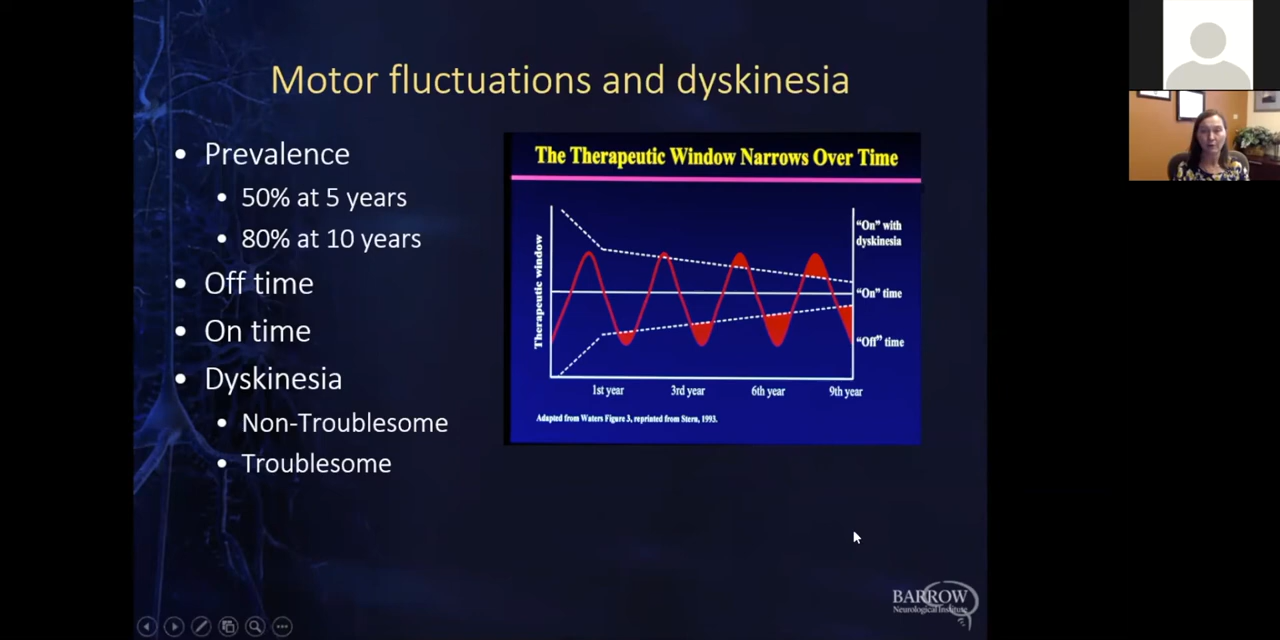 Motor fluctuations and dyskinesia
Prevalence
50% at 5 years
80% at 10 years
Off time
On time
Dyskinesia
Non-Troublesome
Troublesome
The Therapeutic Window Narrows Over Time
Therapeutic window
"On" with
dyskinesia
"On" time
"Off" time
1st year
3rd year
6th year
9th year
Adapted from Waters Figure 3, reprinted from Stern, 1993.
BARROW
Neurological Institute